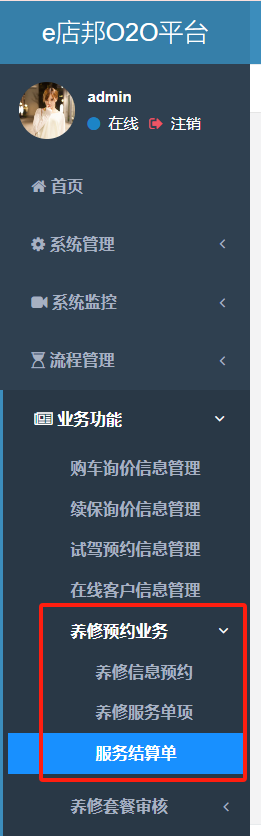 e店邦O2O平台
admin
在线 注销
首页
系统管理
系统监控
流程管理
业务功能
购车询价信息管理
续保询价信息管理
试驾预约信息管理
在线客户信息管理
养修预约业务
养修信息预约
养修服务单项
服务结算单
养修套餐审核